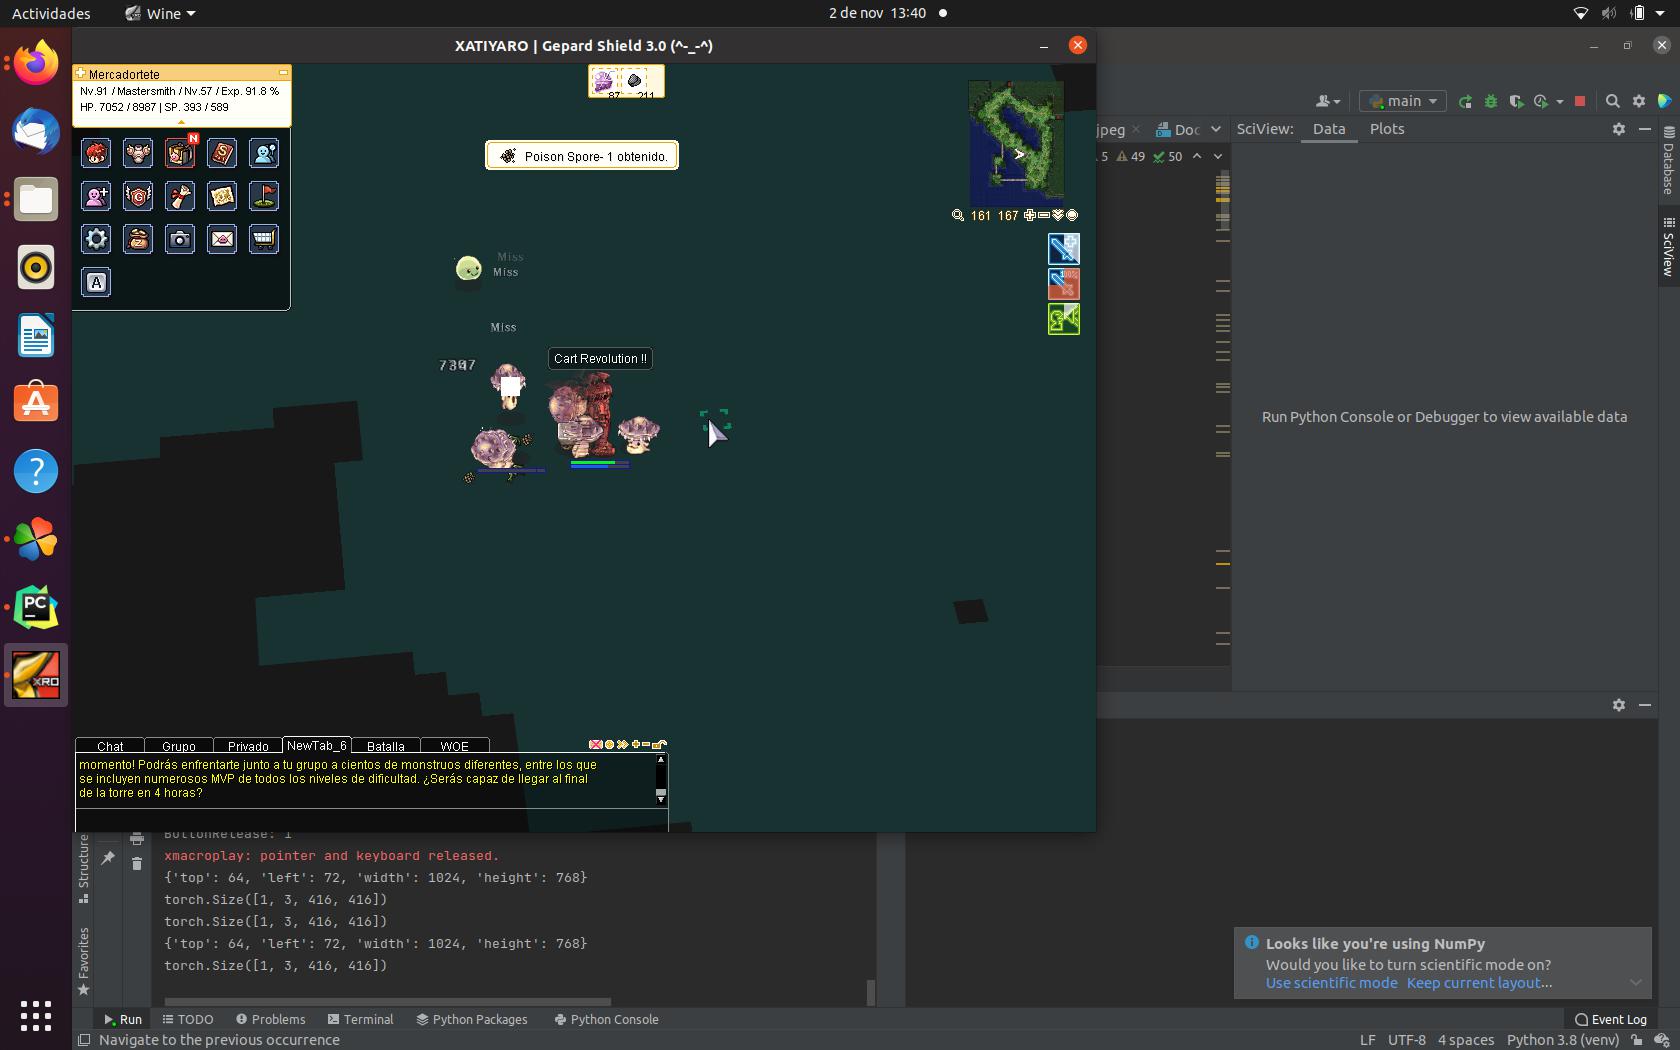 Actividades
Wine
2 de nov 13:40
XATIYARO | Gepard Shield 3.0 (^-_-^)
Mercadortete
Nv.91 / Mastersmith / Nv.57 / Exp. 91.8 %
HP. 7052 / 8987 | SP. 393 / 589
N
A
87
211
Poison Spore- 1 obtenido.
161 167
100%
Miss
Miss
Miss
7307
Cart Revolution !!
Chat
Grupo
Privado
NewTab_6
Batalla
WOE
momento! Podrás enfrentarte junto a tu grupo a cientos de monstruos diferentes, entre los que
se incluyen numerosos MVP de todos los niveles de dificultad. ¿Serás capaz de llegar al final
de la torre en 4 horas?
main
jpeg
Doc
5
49
50
SciView:
Data
Plots
Database
SciView
Run Python Console or Debugger to view available data
PC
XRO
Structure
Favorites
ButtonRelease: 1
xmacroplay: pointer and keyboard released.
{'top': 64, 'left': 72, 'width': 1024, 'height': 768}
torch.Size([1, 3, 416, 416])
torch.Size([1, 3, 416, 416])
{'top': 64, 'left': 72, 'width': 1024, 'height': 768}
torch.Size([1, 3, 416, 416])
Looks like you're using NumPy
Would you like to turn scientific mode on?
Use scientific mode Keep current layout...
Run
TODO
Problems
Terminal
Python Packages
Python Console
Event Log
Navigate to the previous occurrence
LF UTF-8 4 spaces Python 3.8 (venv)